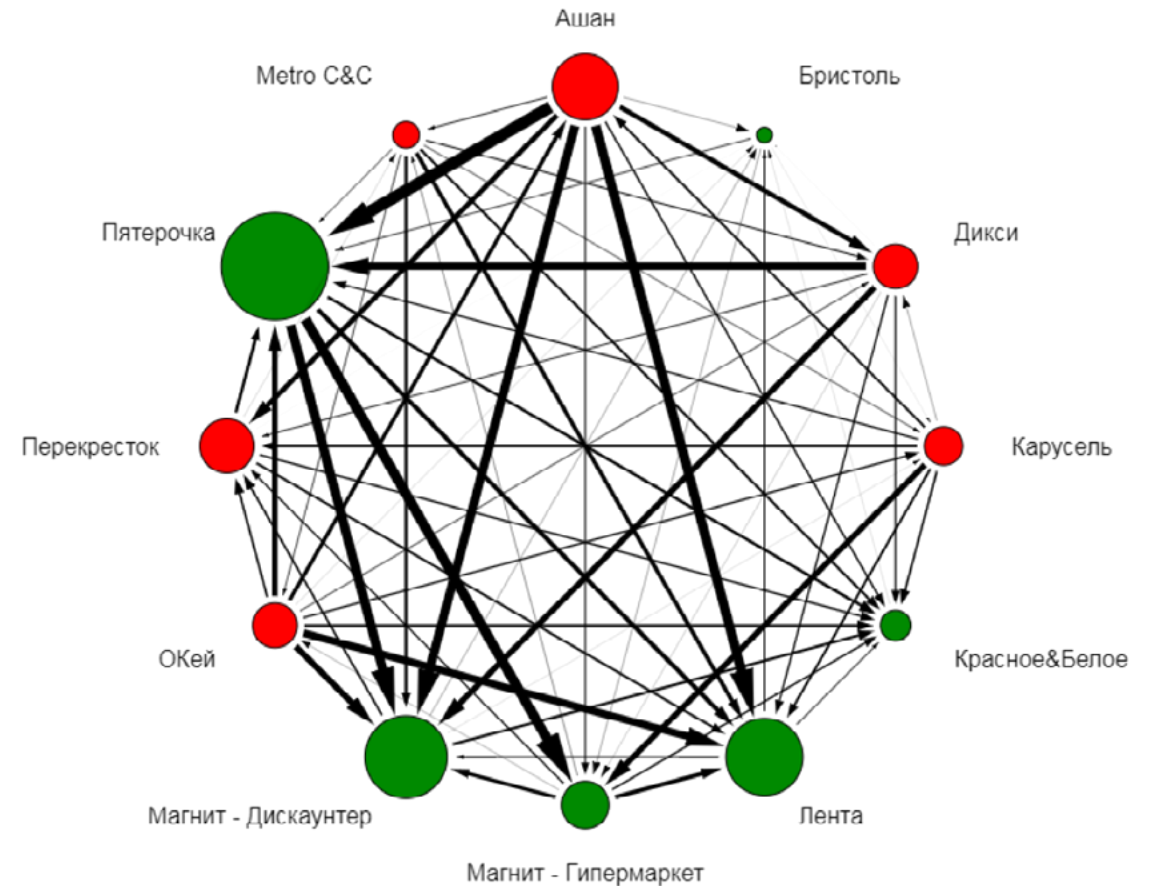 Ашан
Metro C&C
Бристоль
Пятерочка
Дикси
Перекресток
Карусель
ОКей
Красное&Белое
Магнит - Дискаунтер
Лента
Магнит - Гипермаркет